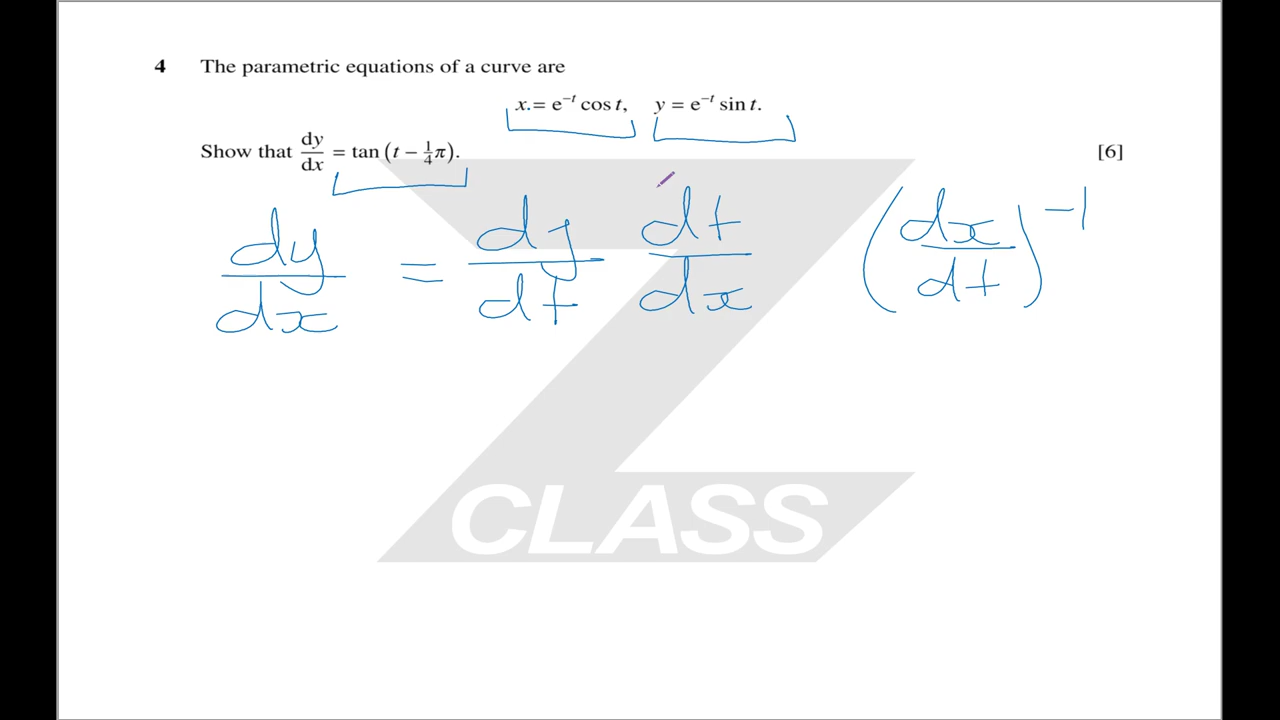 4 The parametric equations of a curve are
x = e⁻ᵗ cos t, y = e⁻ᵗ sin t.
Show that dy/dx = tan(t − ¼π). [6]
dy/dx = dy/dt dt/dx (dx/dt)⁻¹
CLASS